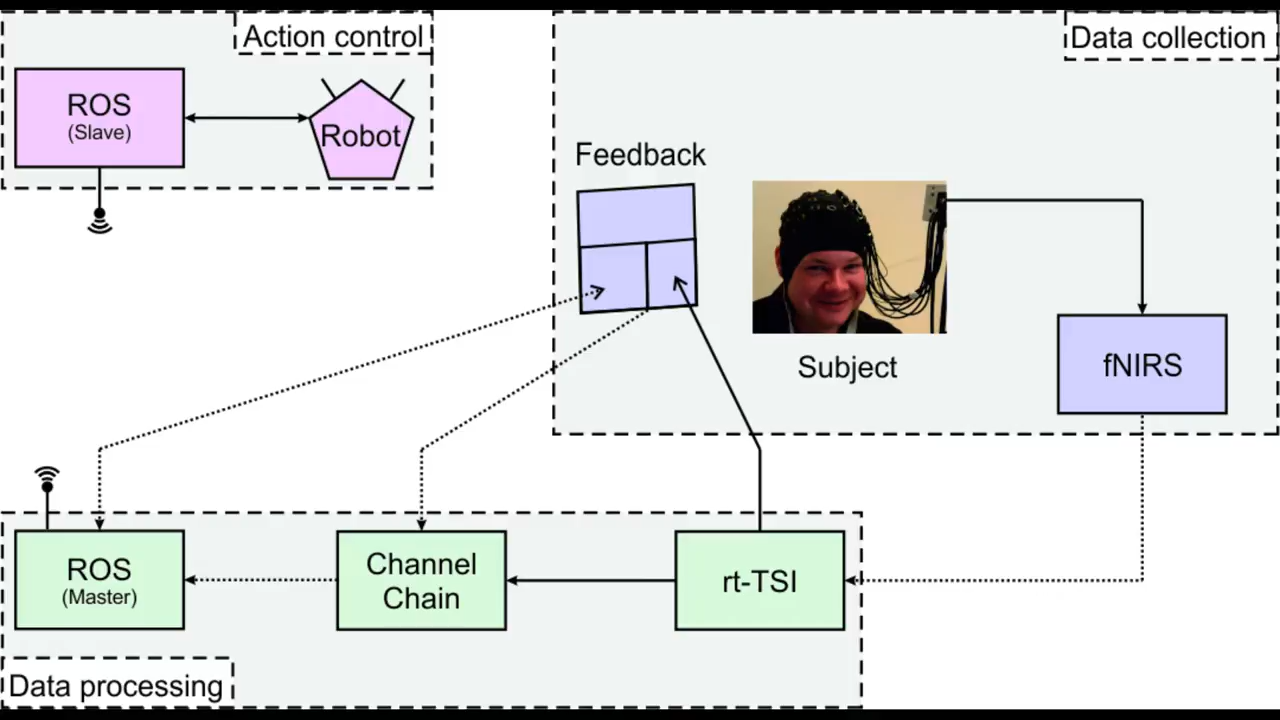 Action control
Data collection
ROS
(Slave)
Robot
Feedback
Subject
fNIRS
ROS
(Master)
Channel
Chain
rt-TSI
Data processing